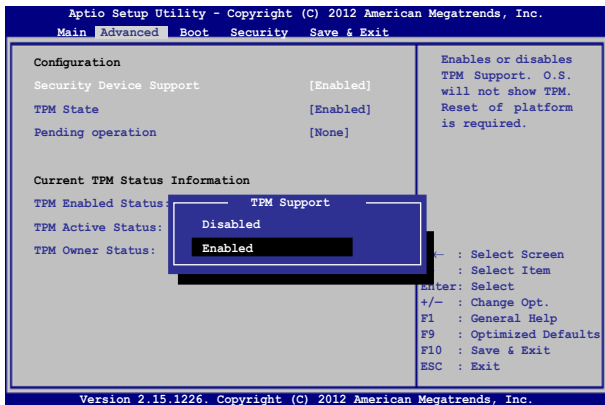 Aptio Setup Utility - Copyright (C) 2012 American Megatrends, Inc.
Main Advanced Boot Security Save & Exit
Configuration
Security Device Support [Enabled]
TPM State [Enabled]
Pending operation [None]
Current TPM Status Information
TPM Enabled Status:
TPM Active Status:
TPM Owner Status:
TPM Support
Disabled
Enabled
Enables or disables
TPM Support. O.S.
will not show TPM.
Reset of platform
is required.
← : Select Screen
: Select Item
Enter: Select
+/− : Change Opt.
F1 : General Help
F9 : Optimized Defaults
F10 : Save & Exit
ESC : Exit
Version 2.15.1226. Copyright (C) 2012 American Megatrends, Inc.